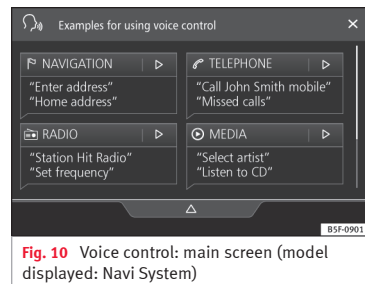 Examples for using voice control
NAVIGATION
"Enter address"
"Home address"
TELEPHONE
"Call John Smith mobile"
"Missed calls"
RADIO
"Station Hit Radio"
"Set frequency"
MEDIA
"Select artist"
"Listen to CD"
B5F-0901
Fig. 10 Voice control: main screen (model
displayed: Navi System)